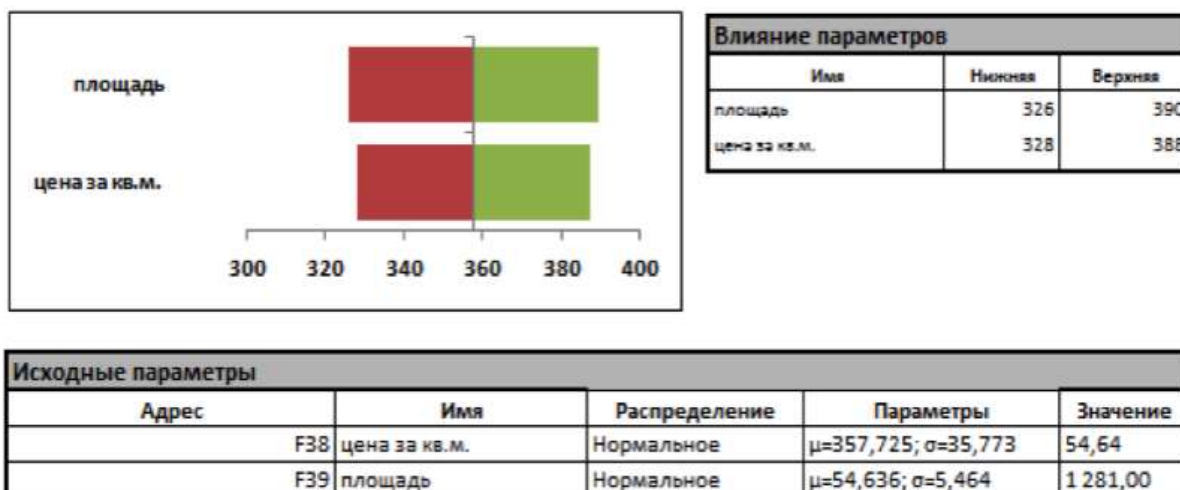 площадь
цена за кв.м.
300 320 340 360 380 400
Влияние параметров
Имя Нижняя Верхняя
площадь 326 390
цена за кв.м. 328 388
Исходные параметры
Адрес Имя Распределение Параметры Значение
F38 цена за кв.м. Нормальное μ=357,725; σ=35,773 54,64
F39 площадь Нормальное μ=54,636; σ=5,464 1 281,00